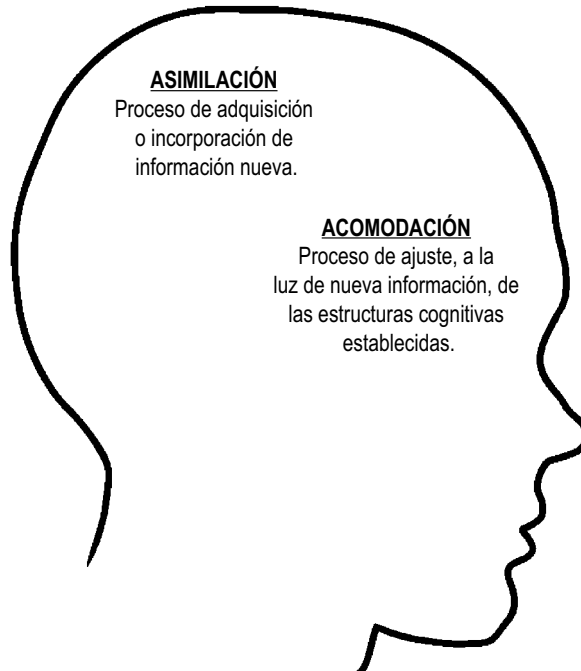 ASIMILACIÓN
Proceso de adquisición
o incorporación de
información nueva.
ACOMODACIÓN
Proceso de ajuste, a la
luz de nueva información, de
las estructuras cognitivas
establecidas.